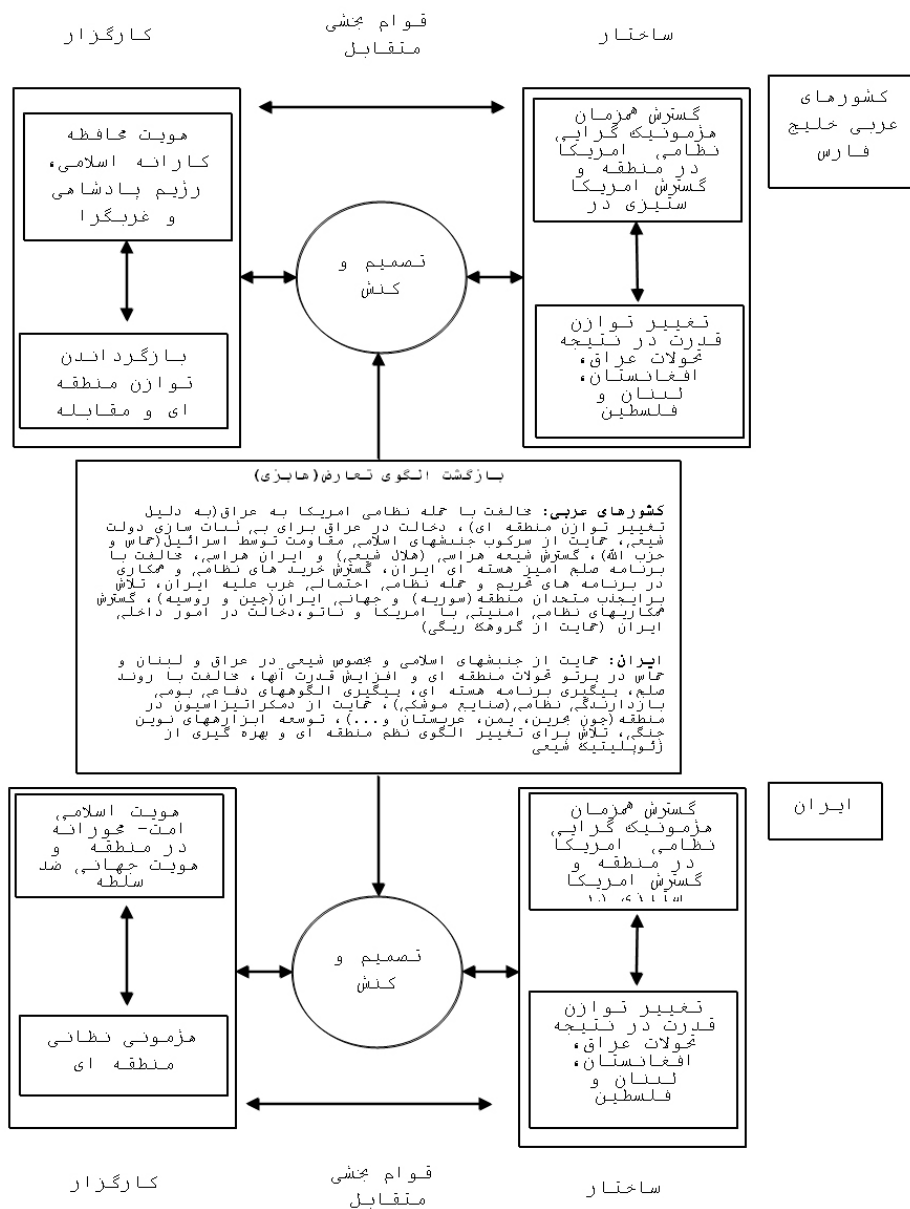 ساختار
قوام بخشی
متقابل
کارگزار
کشورهای
عربی خلیج
فارس
گسترش همزمان
هژمونیک گرایی
نظامی امریکا
در منطقه و
گسترش امریکا
ستیزی در
تغییر توازن
قدرت در نتیجه
تحولات عراق،
افغانستان،
لبنان و
فلسطین
تصمیم و
کنش
هویت محافظه
کارانه اسلامی،
رژیم پادشاهی
و غربگرا
بازگرداندن
توازن منطقه
ای و مقابله
بازگشت الگوی تعارض(هابزی)
کشورهای عربی: مخالفت با حمله نظامی امریکا به عراق(به دلیل
تغییر توازن منطقه ای)، دخالت در عراق برای بی ثبات سازی دولت
شیعی، حمایت از سرکوب جنبشهای اسلامی مقاومت توسط اسرائیل(حماس و
حزب الله)، گسترش شیعه هراسی (هلال شیعی) و ایران هراسی، مخالفت با
برنامه صلح امیز هسته ای ایران، گسترش خرید های نظامی و همکاری
در برنامه های تحریم و حمله نظامی احتمالی غرب علیه ایران، تلاش
برایجذب متحدان منطقه (سوریه) و جهانی ایران(چین و روسیه)، گسترش
همکاریهای نظامی امنیتی با امریکا و ناتو،دخالت در امور داخلی
ایران (حمایت از گروهک ریگی)
ایران: حمایت از جنبشهای اسلامی و بخصوص شیعی در عراق و لبنان و
حماس در پرتو تحولات منطقه ای و افزایش قدرت آنها، مخالفت با روند
صلح، پیگیری برنامه هسته ای، پیگیری الگوههای دفاعی بومی
بازدارندگی نظامی(صنایع موشکی)، حمایت از دمکراتیزاسیون در
منطقه(چون بحرین، یمن، عربستان و...)، توسعه ابزارههای نوین
جنگی، تلاش برای تغییر الگوی نظم منطقه ای و بهره گیری از
ژئوپلیتیک شیعی
ایران
گسترش همزمان
هژمونیک گرایی
نظامی امریکا
در منطقه و
گسترش امریکا
ستیزی در
تغییر توازن
قدرت در نتیجه
تحولات عراق،
افغانستان،
لبنان و
فلسطین
تصمیم و
کنش
هویت اسلامی
امت- محورانه
در منطقه و
هویت جهانی ضد
سلطه
هژمونی نظانی
منطقه ای
ساختار
قوام بخشی
متقابل
کارگزار